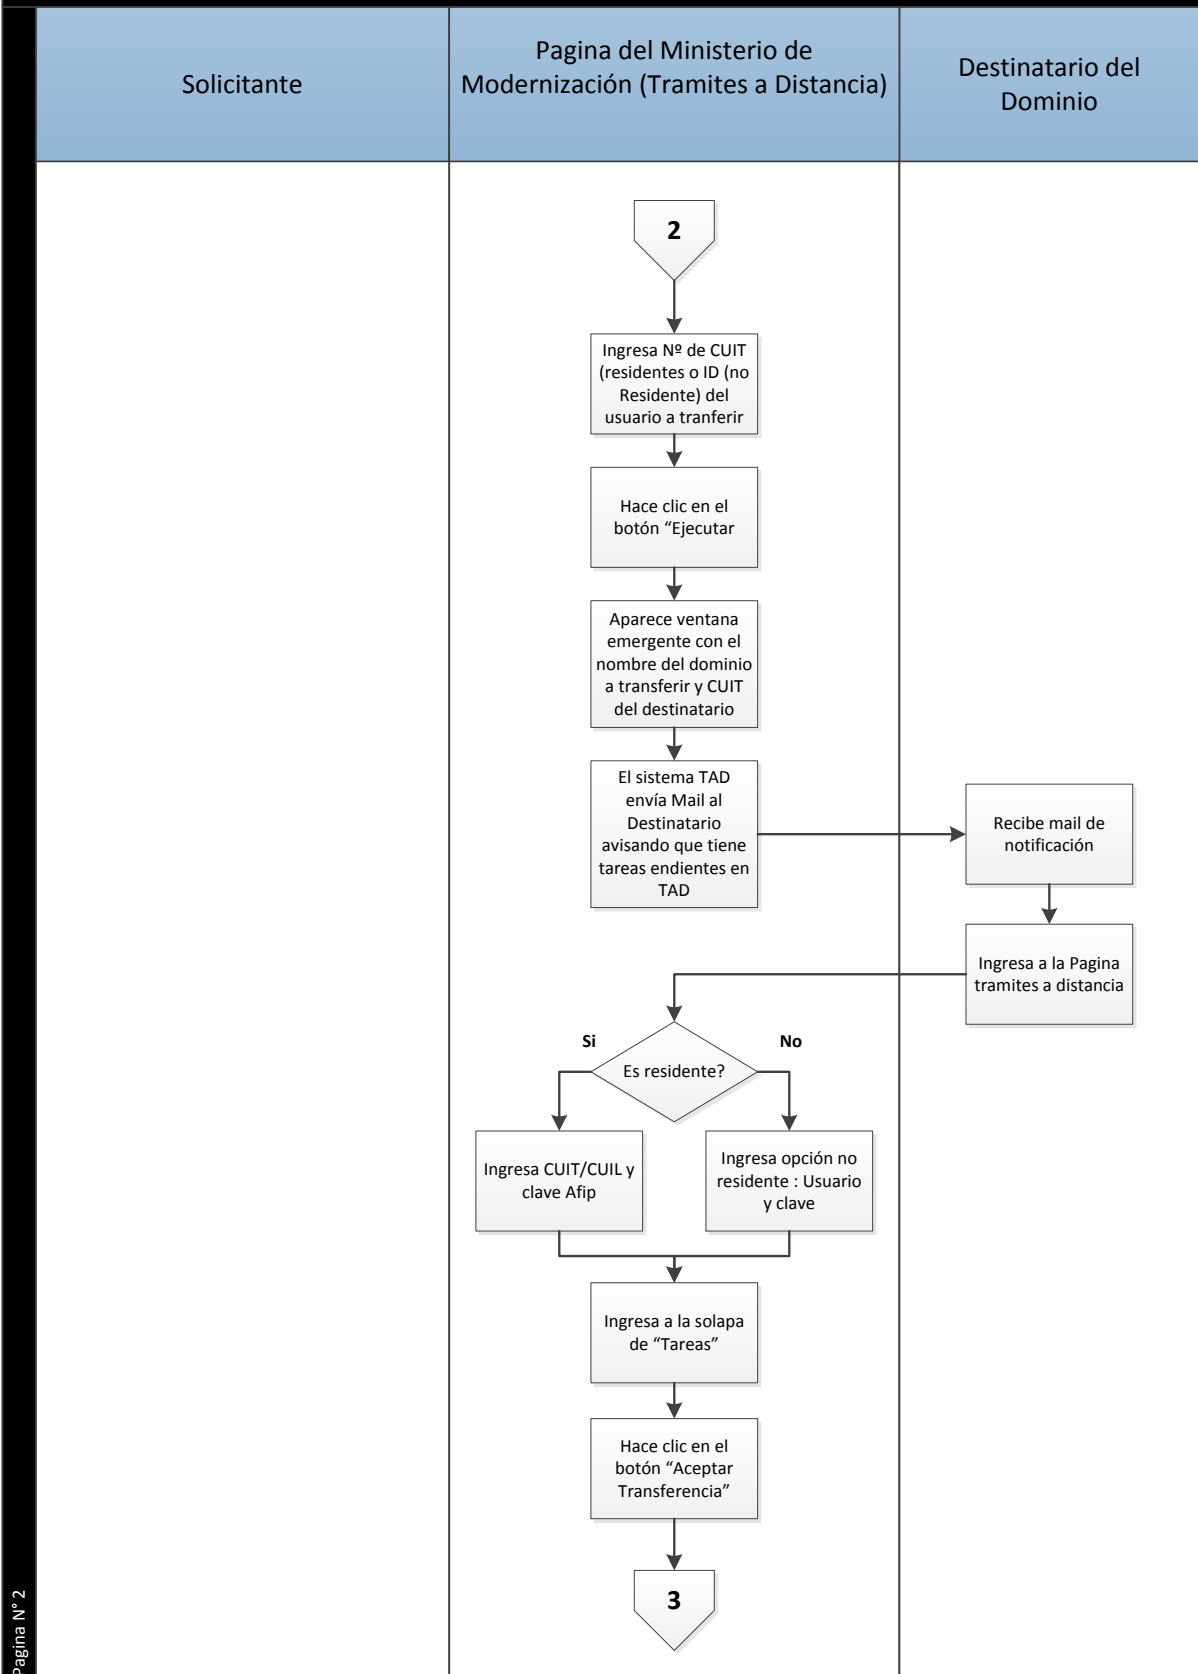 Solicitante
Pagina del Ministerio de
Modernización (Tramites a Distancia)
Destinatario del
Dominio
2
Ingresa Nº de CUIT
(residentes o ID (no
Residente) del
usuario a tranferir
Hace clic en el
botón “Ejecutar
Aparece ventana
emergente con el
nombre del dominio
a transferir y CUIT
del destinatario
El sistema TAD
envía Mail al
Destinatario
avisando que tiene
tareas endientes en
TAD
Recibe mail de
notificación
Ingresa a la Pagina
tramites a distancia
Es residente?
Si
No
Ingresa CUIT/CUIL y
clave Afip
Ingresa opción no
residente : Usuario
y clave
Ingresa a la solapa
de “Tareas”
Hace clic en el
botón “Aceptar
Transferencia”
3
Pagina N° 2